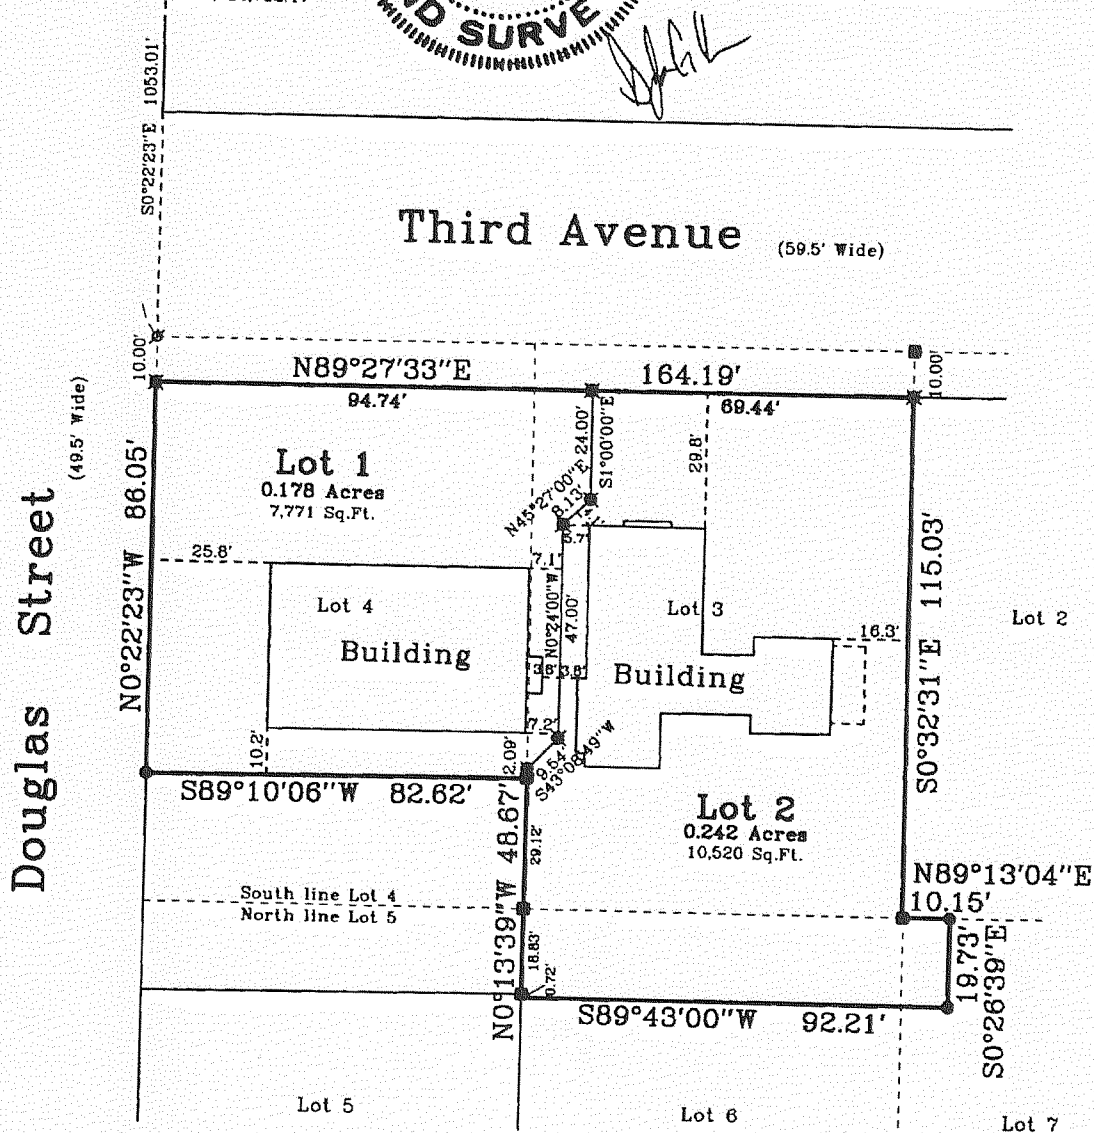 ND SURVE
S0°22'23"E 1053.01'
Third Avenue
(59.5' Wide)
10.00'
10.00'
N89°27'33"E 164.19'
94.74'
69.44'
Douglas Street
(49.5' Wide)
N0°22'23"W 86.05'
Lot 1
0.178 Acres
7,771 Sq.Ft.
24.00'
S1°00'00"E
N45°27'00"E
8.13'
29.8'
5.7'
25.8'
7.1'
Lot 4
Building
N0°24'00"W
47.00'
3.8'
Lot 3
Building
16.3'
S0°32'31"E 115.03'
Lot 2
7.2'
10.2'
2.09'
9.54'
S43°08'49"W
S89°10'06"W 82.62'
N0°13'39"W 48.67'
29.12'
Lot 2
0.242 Acres
10,520 Sq.Ft.
N89°13'04"E
10.15'
South line Lot 4
North line Lot 5
18.83'
0.72'
19.73'
S0°26'39"E
S89°43'00"W 92.21'
Lot 5
Lot 6
Lot 7